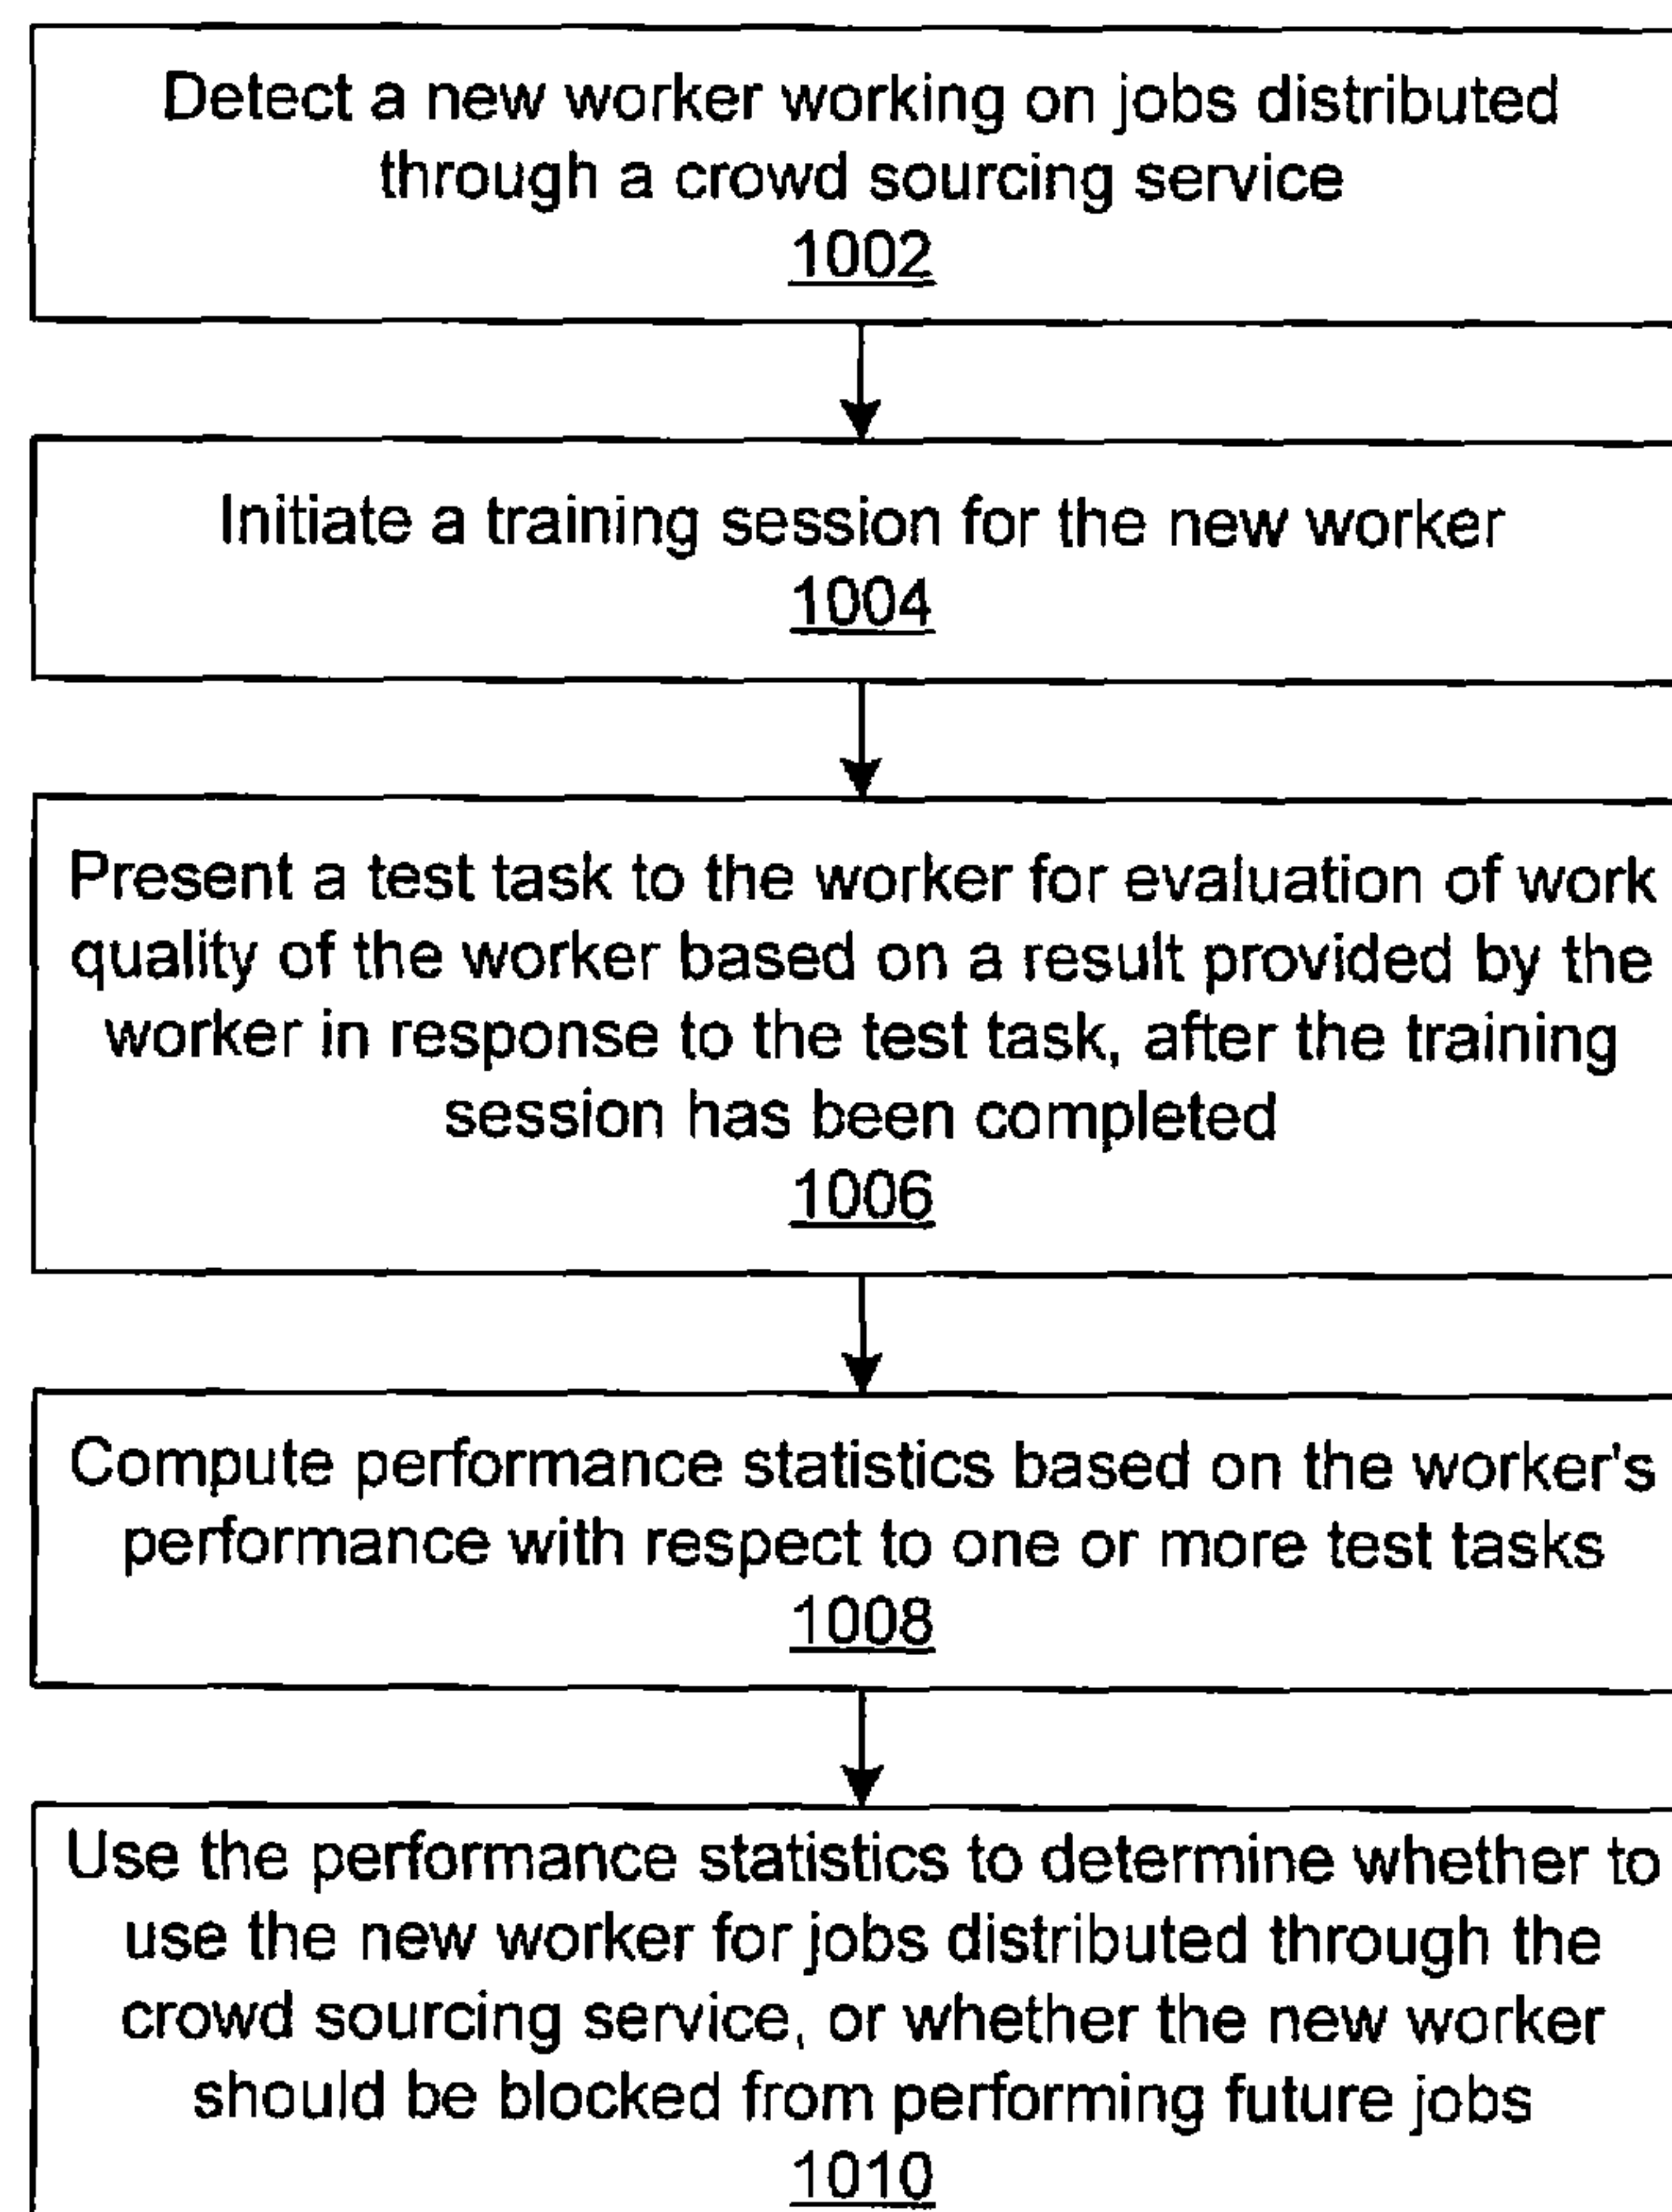 Detect a new worker working on jobs distributed
through a crowd sourcing service
1002
Initiate a training session for the new worker
1004
Present a test task to the worker for evaluation of work
quality of the worker based on a result provided by the
worker in response to the test task, after the training
session has been completed
1006
Compute performance statistics based on the worker's
performance with respect to one or more test tasks
1008
Use the performance statistics to determine whether to
use the new worker for jobs distributed through the
crowd sourcing service, or whether the new worker
should be blocked from performing future jobs
1010